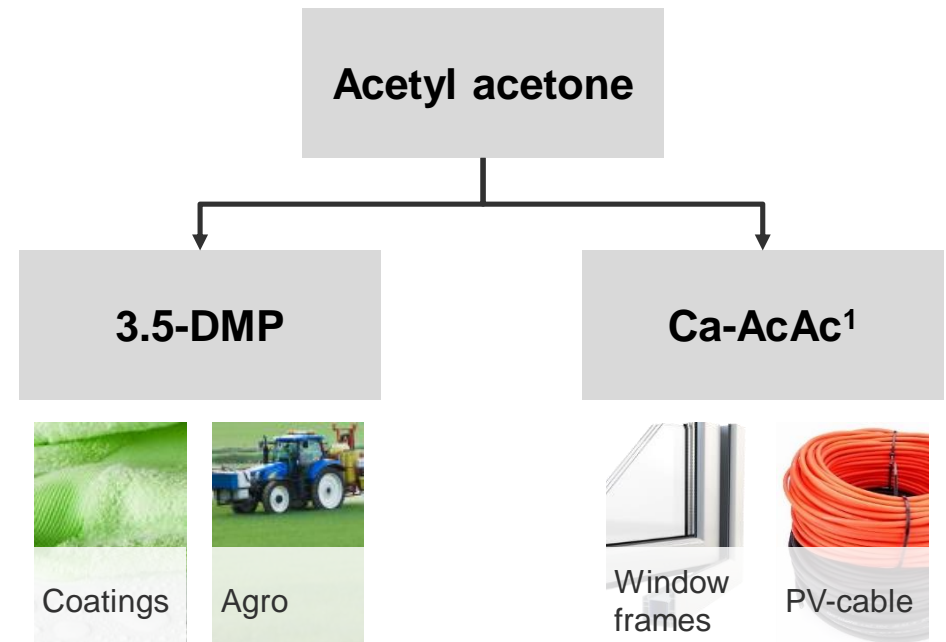 Acetyl acetone
3.5-DMP
Ca-AcAc¹
Coatings
Agro
Window
frames
PV-cable